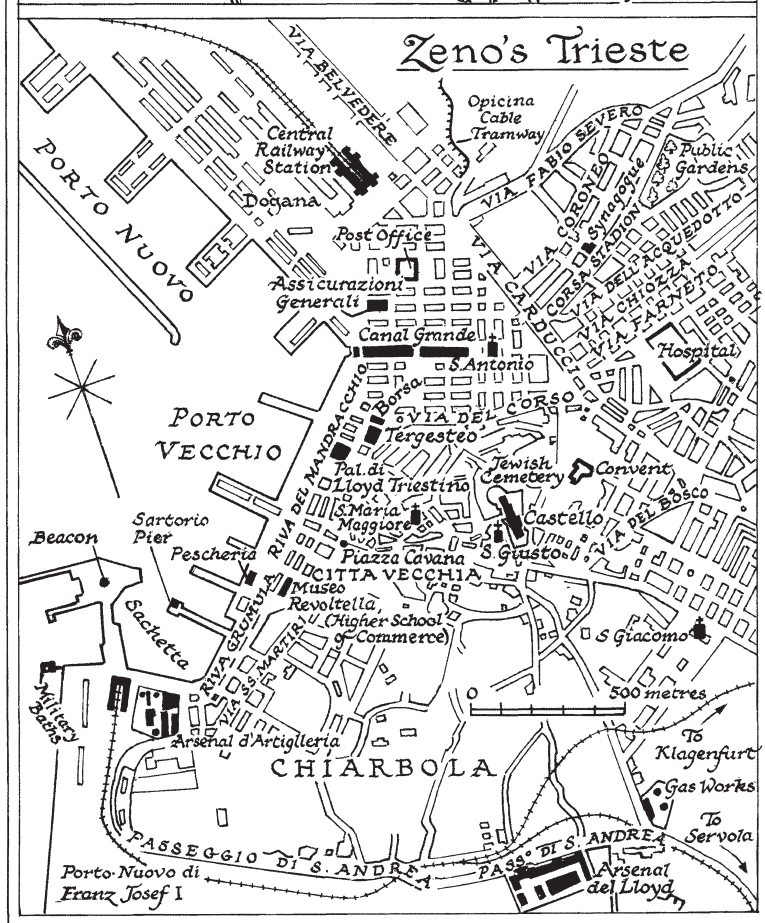 Zeno's Trieste
VIA BELVEDERE
Opicina
Cable
Tramway
VIA FABIO SEVERO
Public
Gardens
Central
Railway
Station
Dogana
PORTO NUOVO
VIA CORONEO
Synagogue
CORSA STADION
VIA DELL'ACQUEDOTTO
VIA CHIOZZA
VIA FARNETO
VIA CARDUCCI
Post Office
Assicurazioni
Generali
Canal Grande
S. Antonio
Hospital
PORTO
VECCHIO
RIVA DEL MANDRACCHIO
Borsa
Tergesteo
VIA DEL CORSO
Pal. di
Lloyd Triestino
Jewish
Cemetery
Convent
S. Maria
Maggiore
Castello
S. Giusto
VIA DEL BOSCO
Beacon
Sartorio
Pier
Pescheria
Piazza Cavana
CITTA VECCHIA
Museo
Revoltella,
(Higher School
of Commerce)
Sachetta
RIVA GRUMULA
VIA SS. MARTIRI
S Giacomo
0 500 metres
Military
Baths
Arsenal d'Artiglleria
CHIARBOLA
To
Klagenfurt
Gas Works
To
Servola
PASSEGGIO DI S. ANDREA
PASS° DI S. ANDREA
Porto Nuovo di
Franz Josef I
Arsenal
del Lloyd